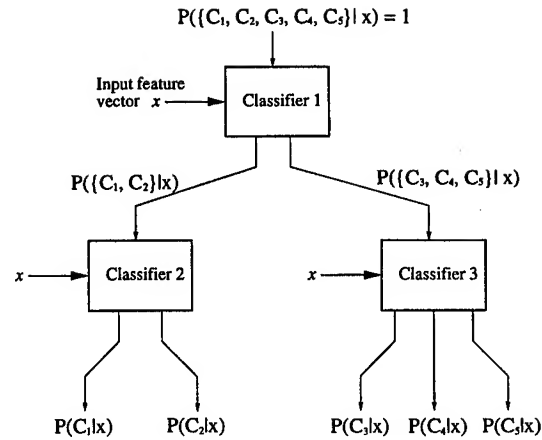 P({C₁, C₂, C₃, C₄, C₅}| x) = 1
Input feature
vector x
Classifier 1
P({C₁, C₂}|x)
P({C₃, C₄, C₅}| x)
x
Classifier 2
x
Classifier 3
P(C₁|x)
P(C₂|x)
P(C₃|x)
P(C₄|x)
P(C₅|x)